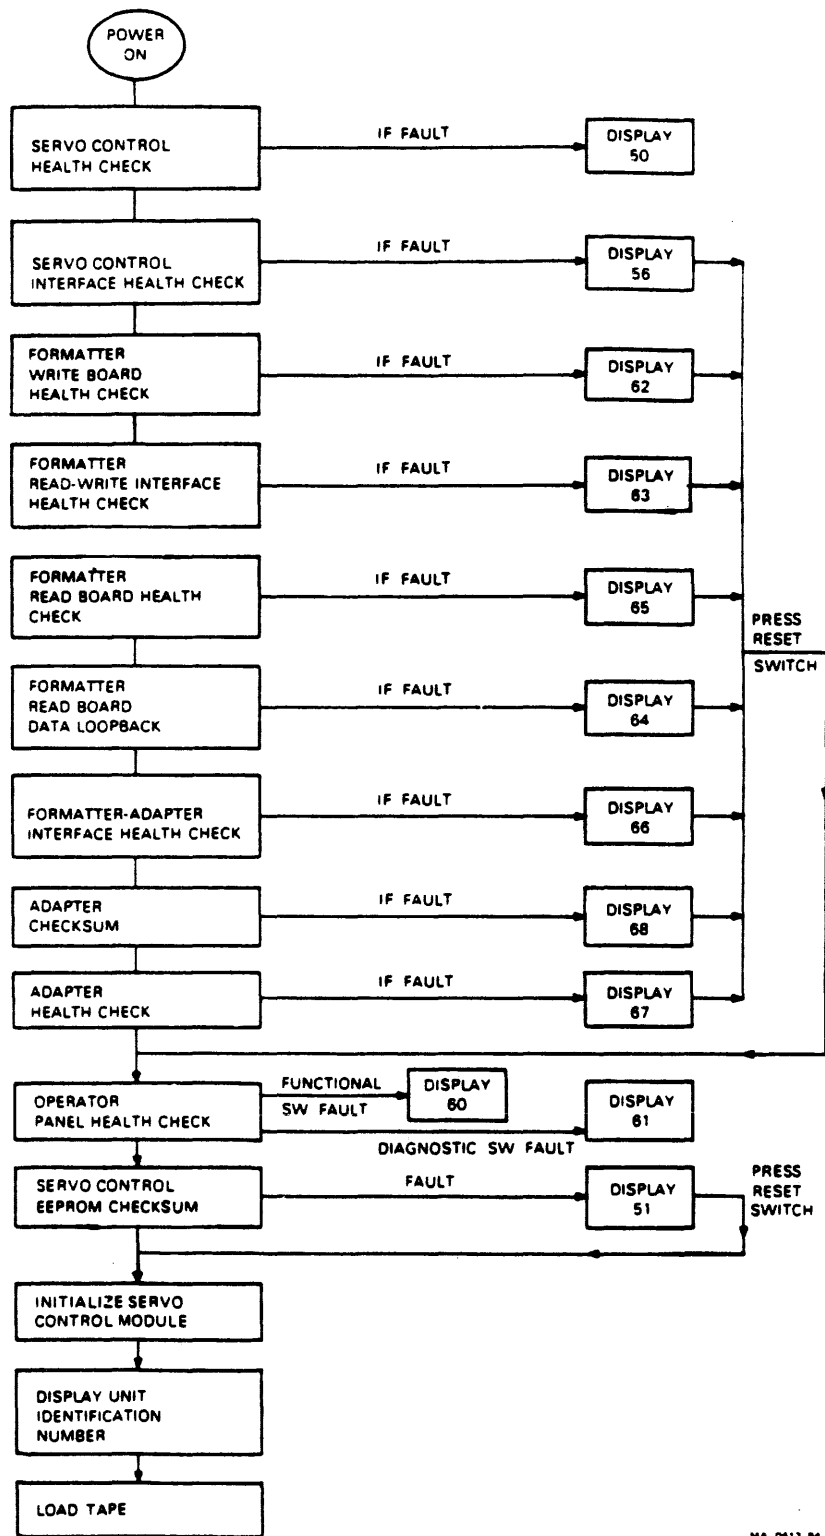 POWER
ON
SERVO CONTROL
HEALTH CHECK
IF FAULT
DISPLAY
50
SERVO CONTROL
INTERFACE HEALTH CHECK
IF FAULT
DISPLAY
56
FORMATTER
WRITE BOARD
HEALTH CHECK
IF FAULT
DISPLAY
62
FORMATTER
READ-WRITE INTERFACE
HEALTH CHECK
IF FAULT
DISPLAY
63
FORMATTER
READ BOARD HEALTH
CHECK
IF FAULT
DISPLAY
65
PRESS
RESET
SWITCH
FORMATTER
READ BOARD
DATA LOOPBACK
IF FAULT
DISPLAY
64
FORMATTER-ADAPTER
INTERFACE HEALTH CHECK
IF FAULT
DISPLAY
66
ADAPTER
CHECKSUM
IF FAULT
DISPLAY
68
ADAPTER
HEALTH CHECK
IF FAULT
DISPLAY
67
OPERATOR
PANEL HEALTH CHECK
FUNCTIONAL
SW FAULT
DISPLAY
60
DIAGNOSTIC SW FAULT
DISPLAY
61
SERVO CONTROL
EEPROM CHECKSUM
FAULT
DISPLAY
51
PRESS
RESET
SWITCH
INITIALIZE SERVO
CONTROL MODULE
DISPLAY UNIT
IDENTIFICATION
NUMBER
LOAD TAPE